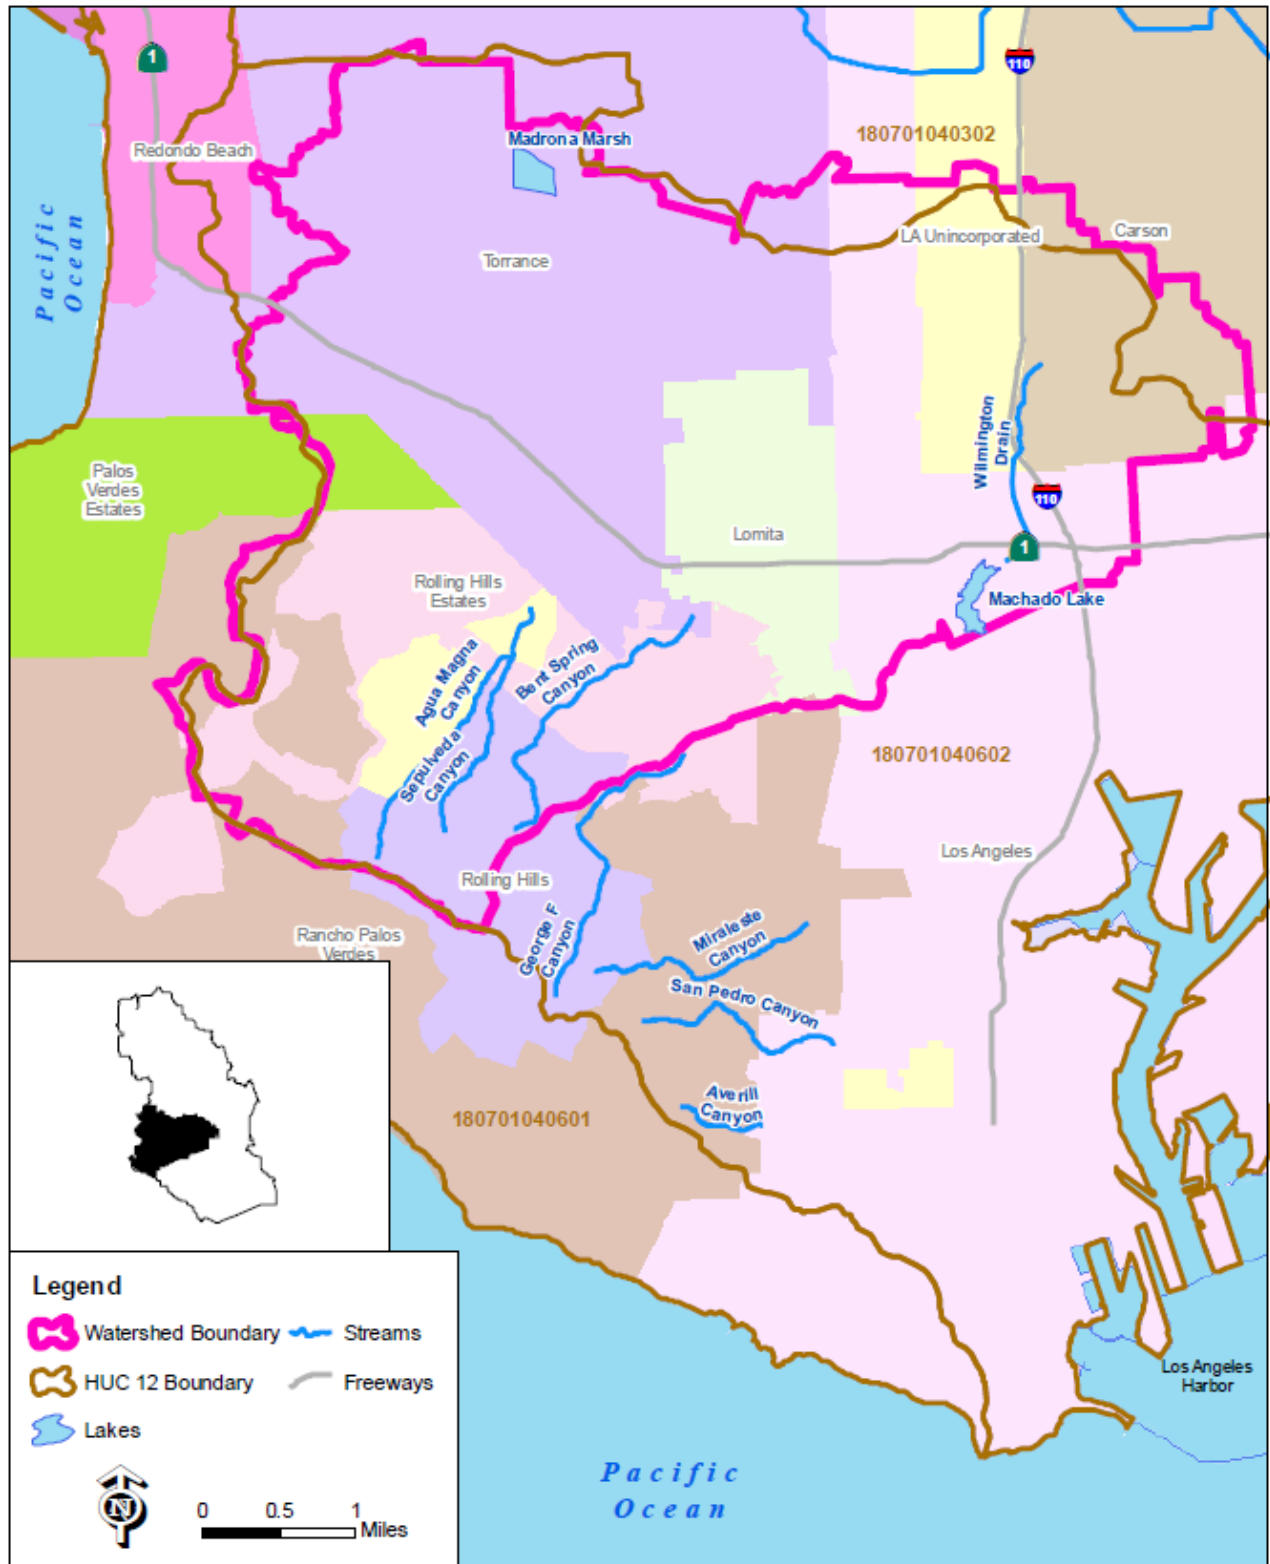 1
110
Madrona Marsh
180701040302
Redondo Beach
Pacific
Ocean
Torrance
LA Unincorporated
Carson
Wilmington
Drain
110
Palos
Verdes
Estates
Lomita
1
Rolling Hills
Estates
Machado Lake
Agua Magna
Canyon
Bent Spring
Canyon
Sepulveda
Canyon
180701040602
Los Angeles
Rolling Hills
George F
Canyon
Miraleste
Canyon
Rancho Palos
Verdes
San Pedro Canyon
Averill
Canyon
180701040601
Legend
Watershed Boundary
Streams
HUC 12 Boundary
Freeways
Lakes
N
0 0.5 1
Miles
Los Angeles
Harbor
Pacific
Ocean